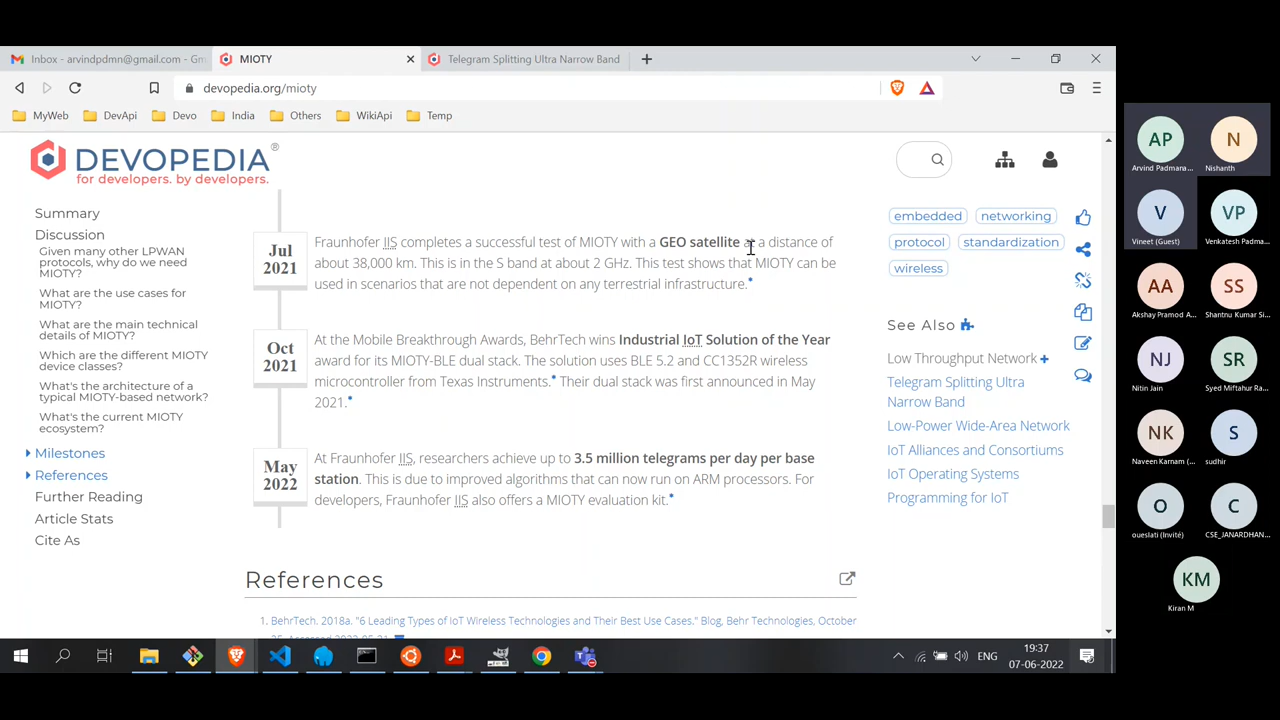 Inbox - arvindpdmn@gmail.com - Gm
MIOTY
Telegram Splitting Ultra Narrow Band
devopedia.org/mioty
MyWeb
DevApi
Devo
India
Others
WikiApi
Temp
DEVOPEDIA®
for developers. by developers.
Summary
Discussion
Given many other LPWAN
protocols, why do we need
MIOTY?
What are the use cases for
MIOTY?
What are the main technical
details of MIOTY?
Which are the different MIOTY
device classes?
What's the architecture of a
typical MIOTY-based network?
What's the current MIOTY
ecosystem?
Milestones
References
Further Reading
Article Stats
Cite As
Jul
2021
Fraunhofer IIS completes a successful test of MIOTY with a GEO satellite at a distance of
about 38,000 km. This is in the S band at about 2 GHz. This test shows that MIOTY can be
used in scenarios that are not dependent on any terrestrial infrastructure.
Oct
2021
At the Mobile Breakthrough Awards, BehrTech wins Industrial IoT Solution of the Year
award for its MIOTY-BLE dual stack. The solution uses BLE 5.2 and CC1352R wireless
microcontroller from Texas Instruments. Their dual stack was first announced in May
2021.
May
2022
At Fraunhofer IIS, researchers achieve up to 3.5 million telegrams per day per base
station. This is due to improved algorithms that can now run on ARM processors. For
developers, Fraunhofer IIS also offers a MIOTY evaluation kit.
References
1. BehrTech. 2018a. "6 Leading Types of IoT Wireless Technologies and Their Best Use Cases." Blog, Behr Technologies, October
embedded
networking
protocol
standardization
wireless
See Also
Low Throughput Network +
Telegram Splitting Ultra
Narrow Band
Low-Power Wide-Area Network
IoT Alliances and Consortiums
IoT Operating Systems
Programming for IoT
ENG
19:37
07-06-2022
AP
Arvind Padmana...
N
Nishanth
V
Vineet (Guest)
VP
Venkatesh Padma...
AA
Akshay Pramod A...
SS
Shantnu Kumar Si...
NJ
Nitin Jain
SR
Syed Miftahur Ra...
NK
Naveen Karnam (...
S
sudhir
O
oueslati (Invité)
C
CSE_JANARDHAN...
KM
Kiran M